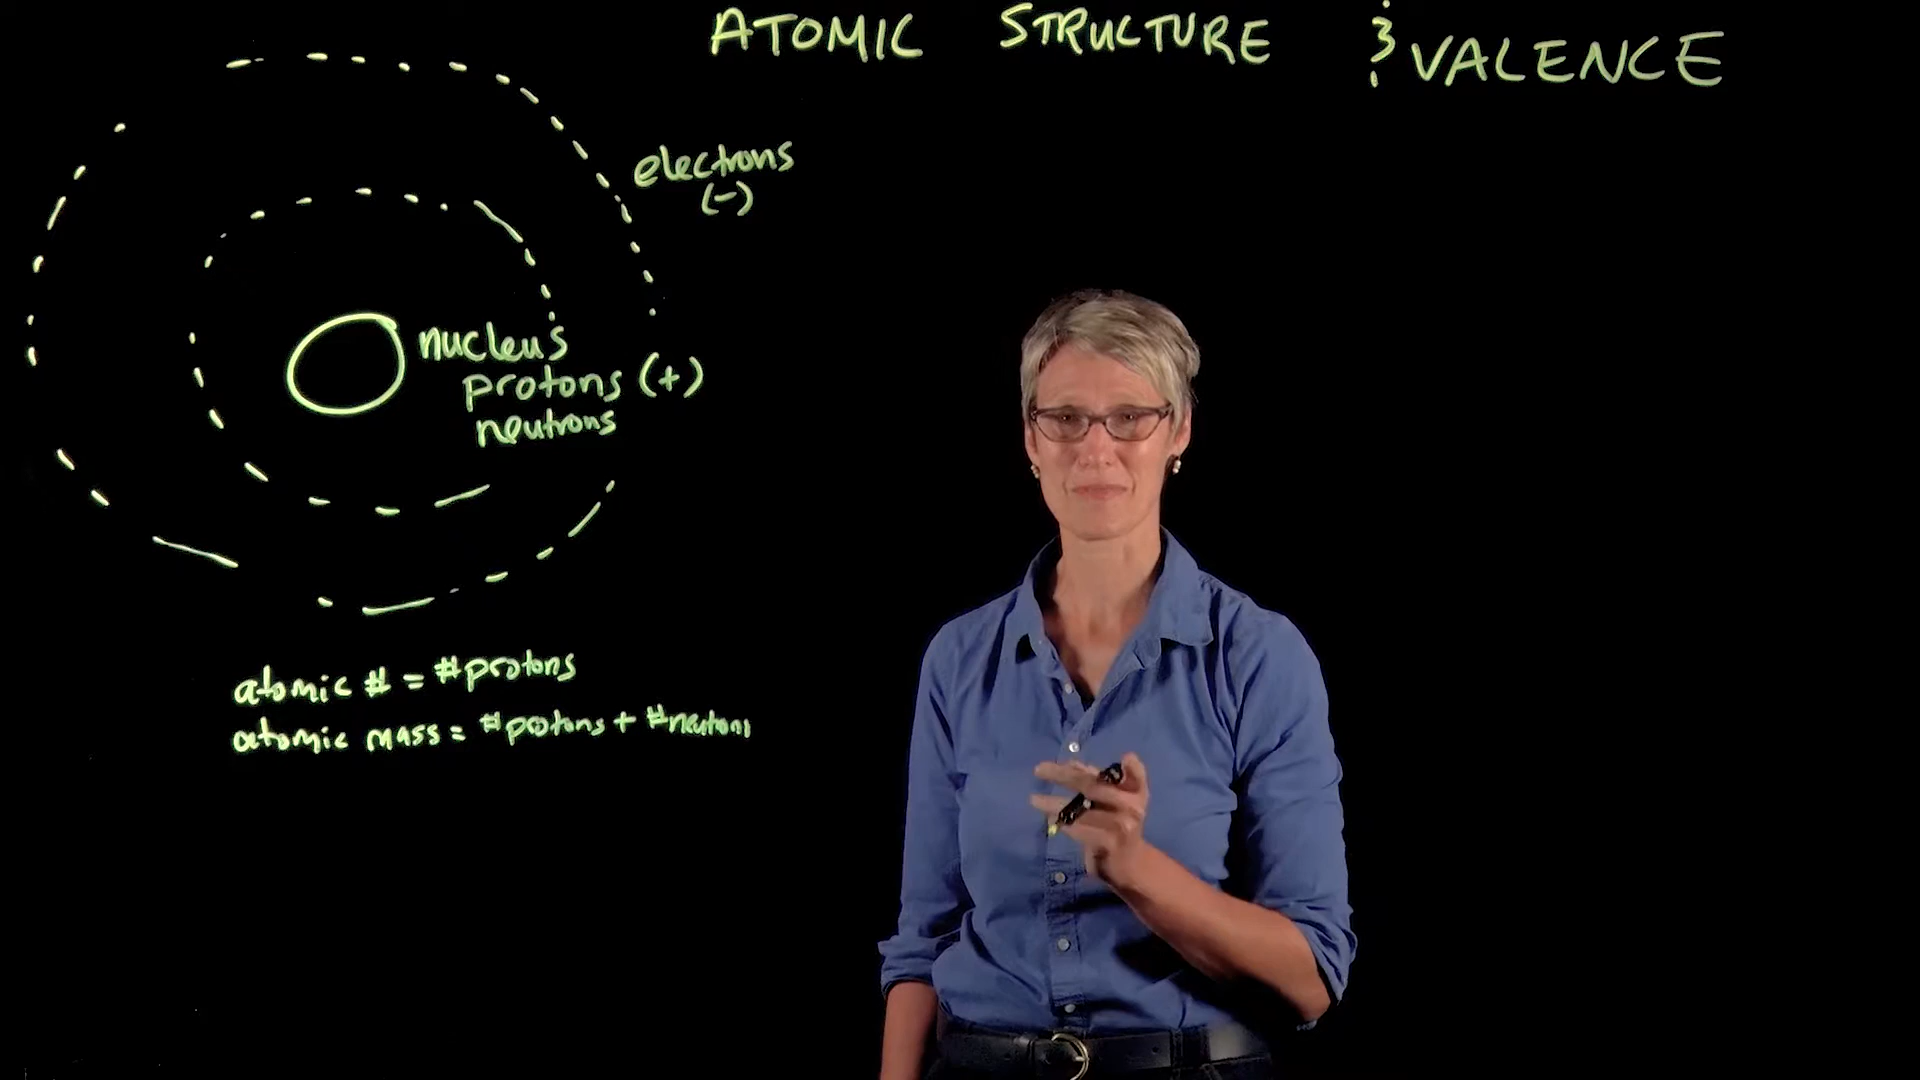 ATOMIC STRUCTURE & VALENCE
electrons
(-)
nucleus
protons (+)
neutrons
atomic # = #protons
atomic mass = #protons + #neutrons